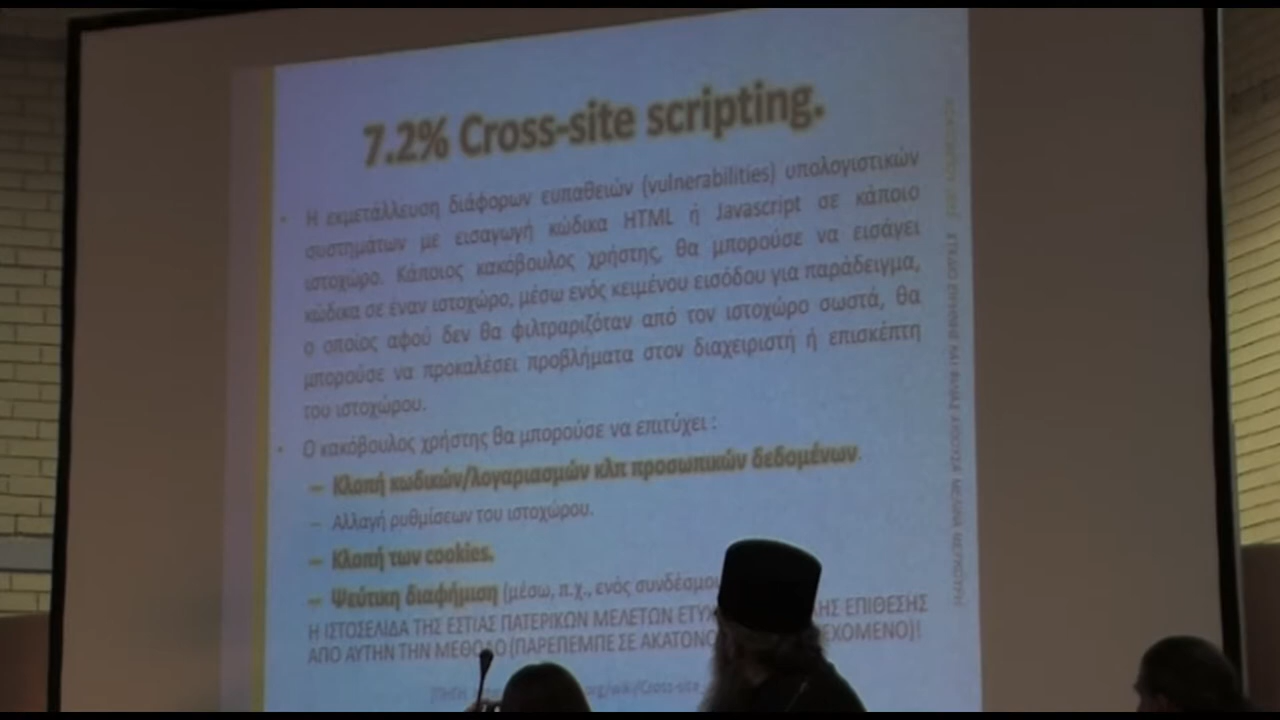 7.2% Cross-site scripting.
Η εκμετάλλευση διάφορων ευπαθειών (vulnerabilities) υπολογιστικών
συστημάτων με εισαγωγή κώδικα HTML ή Javascript σε κάποιο
ιστοχώρο. Κάποιος κακόβουλος χρήστης, θα μπορούσε να εισάγει
κώδικα σε έναν ιστοχώρο, μέσω ενός κειμένου εισόδου για παράδειγμα,
ο οποίος αφού δεν θα φιλτραριζόταν από τον ιστοχώρο σωστά, θα
μπορούσε να προκαλέσει προβλήματα στον διαχειριστή ή επισκέπτη
του ιστοχώρου.
Ο κακόβουλος χρήστης θα μπορούσε να επιτύχει :
– Κλοπή κωδικών/λογαριασμών κλπ προσωπικών δεδομένων.
– Αλλαγή ρυθμίσεων του ιστοχώρου.
– Κλοπή των cookies.
– Ψεύτικη διαφήμιση (μέσω, π.χ., ενός συνδέσμου
Η ΙΣΤΟΣΕΛΙΔΑ ΤΗΣ ΕΣΤΙΑΣ ΠΑΤΕΡΙΚΩΝ ΜΕΛΕΤΩΝ ΕΠΙΘΕΣΗΣ
ΑΠΟ ΑΥΤΗΝ ΤΗΝ ΜΕΘΟΔΟ (ΠΑΡΕΠΕΜΠΕ ΣΕ